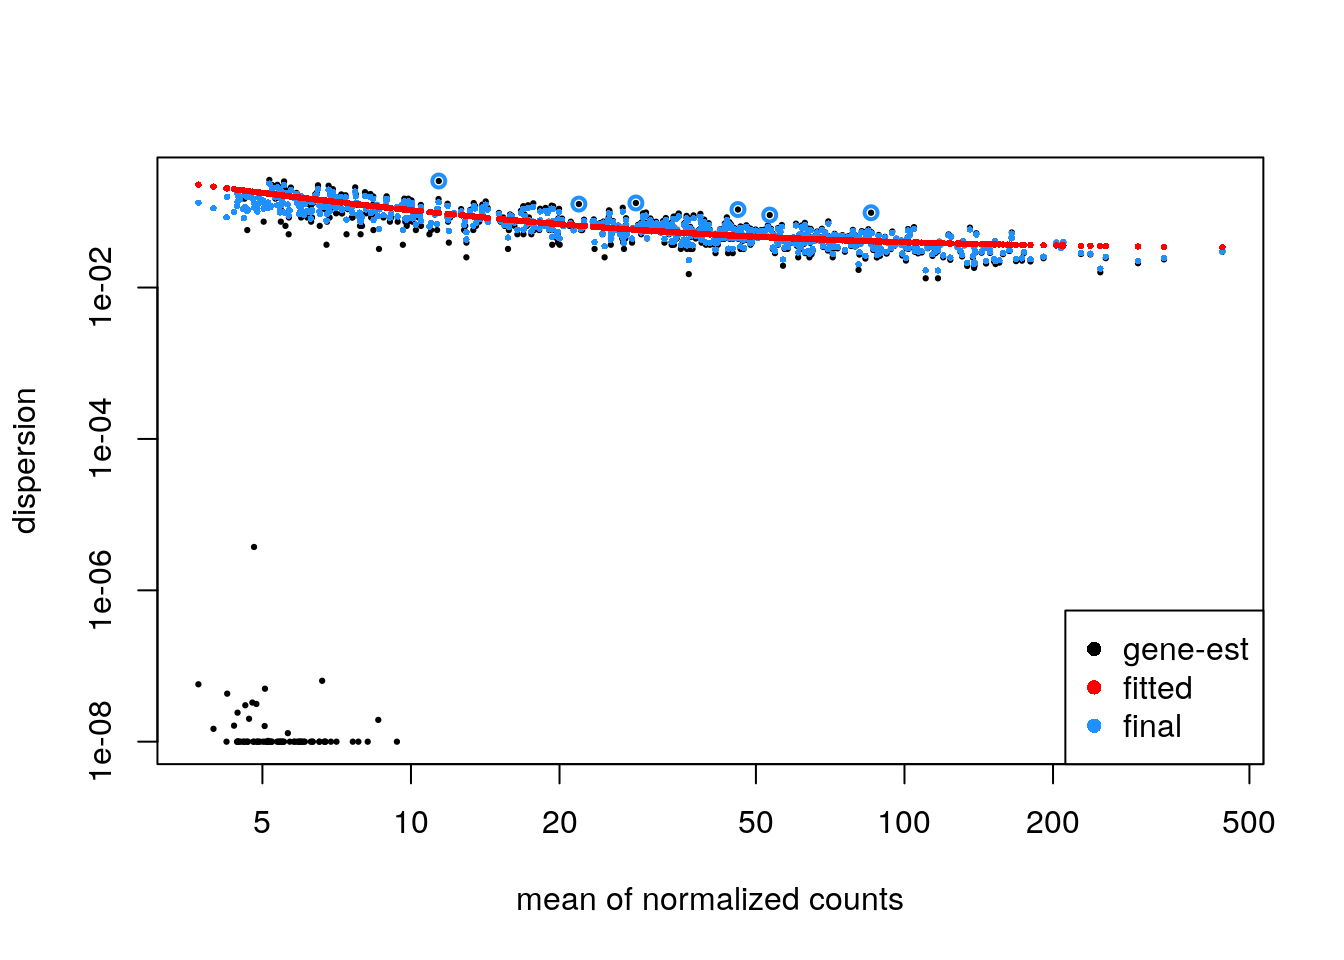 dispersion
1e-02
1e-04
1e-06
1e-08
gene-est
fitted
final
5 10 20 50 100 200 500
mean of normalized counts